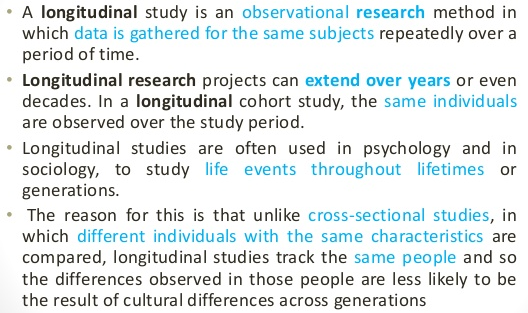 • A longitudinal study is an observational research method in
which data is gathered for the same subjects repeatedly over a
period of time.
• Longitudinal research projects can extend over years or even
decades. In a longitudinal cohort study, the same individuals
are observed over the study period.
• Longitudinal studies are often used in psychology and in
sociology, to study life events throughout lifetimes or
generations.
• The reason for this is that unlike cross-sectional studies, in
which different individuals with the same characteristics are
compared, longitudinal studies track the same people and so
the differences observed in those people are less likely to be
the result of cultural differences across generations